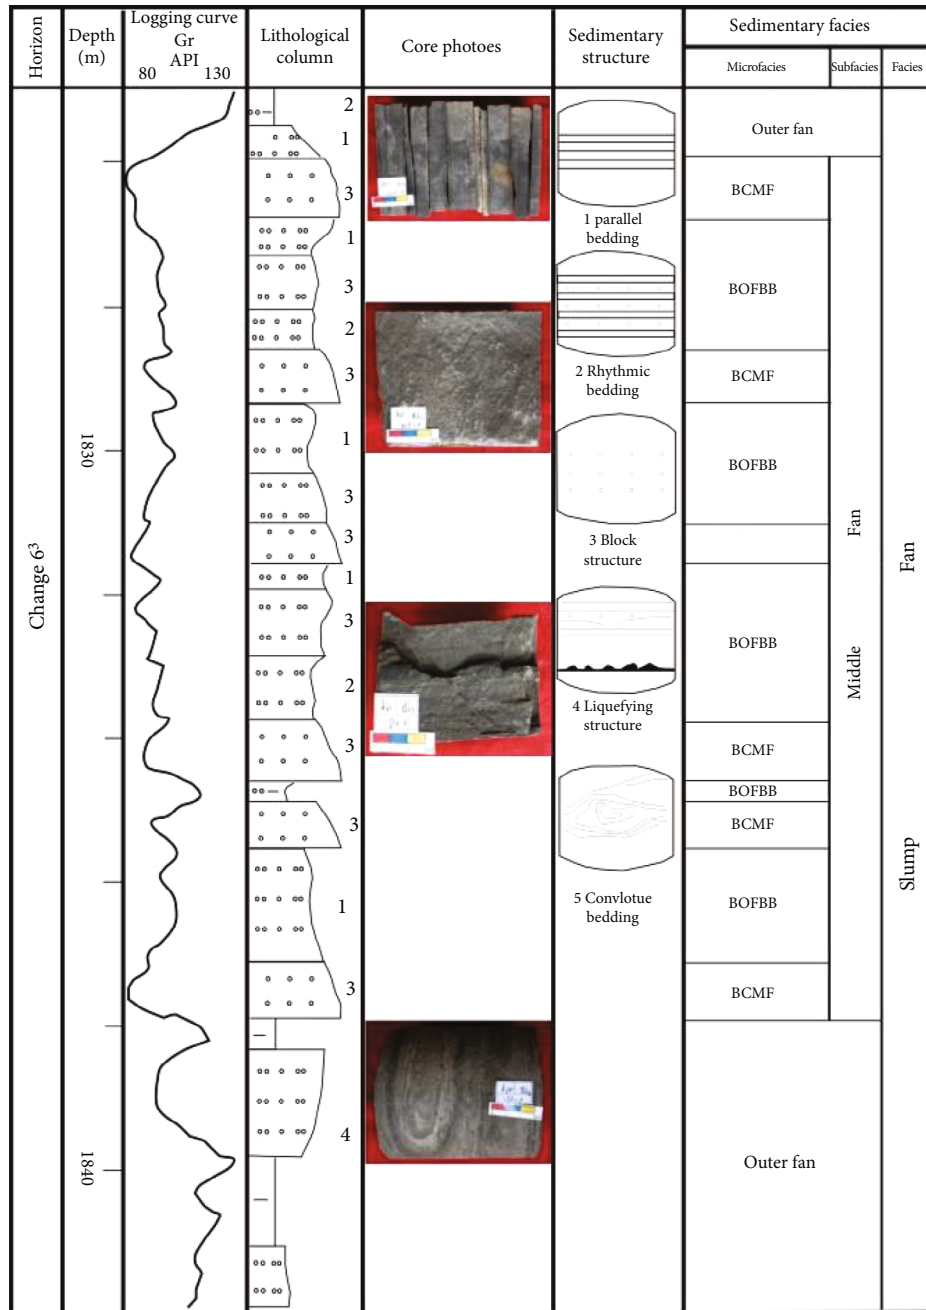 Horizon
Depth
(m)
Logging curve
Gr
API
80 130
Lithological
column
Core photoes
Sedimentary
structure
Sedimentary facies
Microfacies
Subfacies
Facies
Change 6³
1830
1840
2
1
3
1
3
2
3
1
3
3
1
3
2
3
3
1
3
4
1 parallel
bedding
2 Rhythmic
bedding
3 Block
structure
4 Liquefying
structure
5 Convlotue
bedding
Outer fan
BCMF
BOFBB
BCMF
BOFBB
BOFBB
BCMF
BOFBB
BCMF
BOFBB
BCMF
Outer fan
Fan
Middle
Fan
Slump